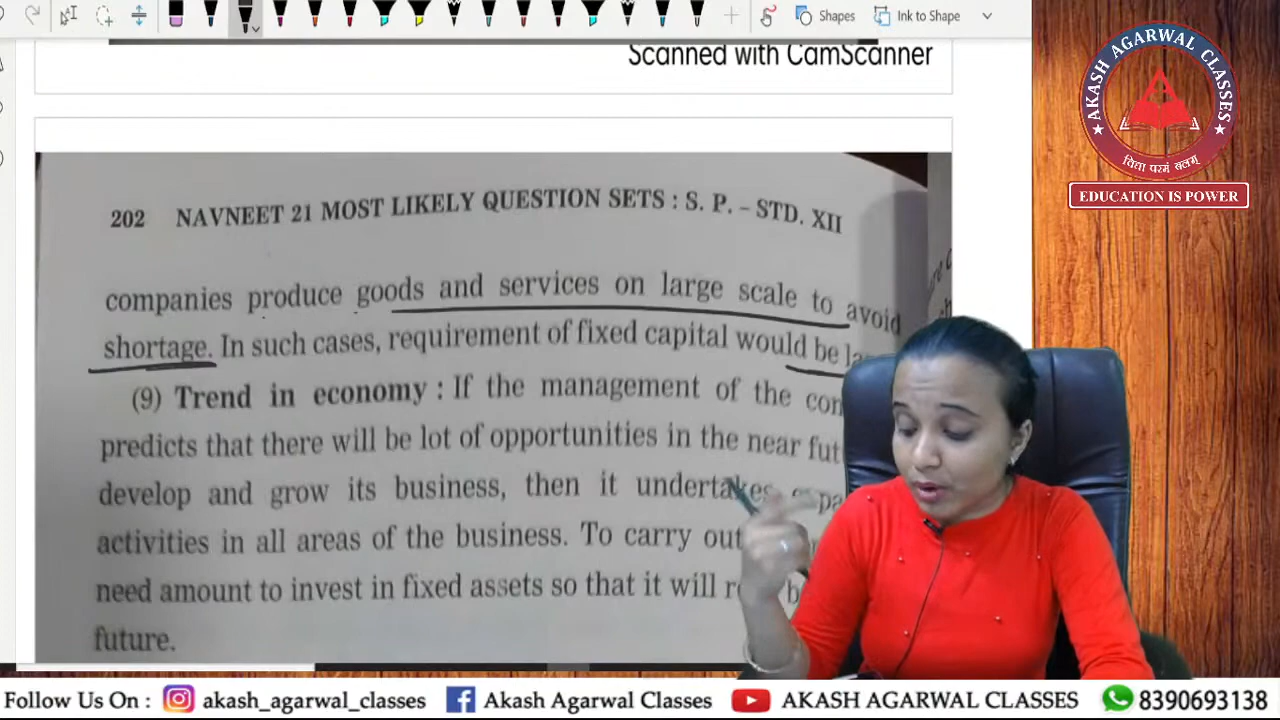 Shapes
Ink to Shape
Scanned with CamScanner
202 NAVNEET 21 MOST LIKELY QUESTION SETS : S. P. – STD. XII
companies produce goods and services on large scale to avoid
shortage. In such cases, requirement of fixed capital would be
(9) Trend in economy : If the management of the
predicts that there will be lot of opportunities in the near
develop and grow its business, then it undertakes
activities in all areas of the business. To carry out
need amount to invest in fixed assets so that it will
future.
AKASH AGARWAL CLASSES
विद्या परमं बलम्
EDUCATION IS POWER
Follow Us On : akash_agarwal_classes Akash Agarwal Classes AKASH AGARWAL CLASSES 8390693138